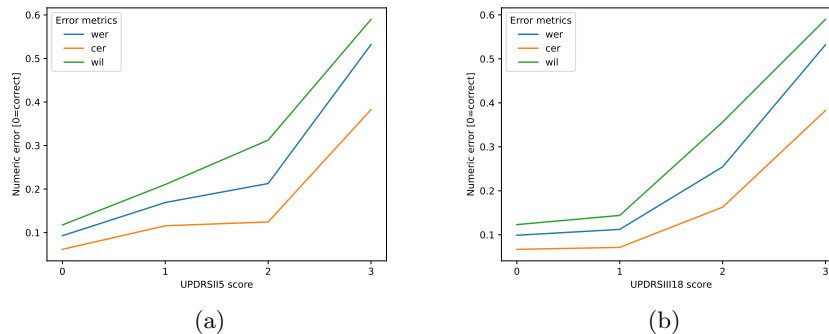 0.6
0.5
0.4
0.3
0.2
0.1
Numeric error [0=correct]
Error metrics
wer
cer
wil
0 1 2 3
UPDRSII5 score
(a)
0.6
0.5
0.4
0.3
0.2
0.1
Numeric error [0=correct]
Error metrics
wer
cer
wil
0 1 2 3
UPDRSIII18 score
(b)